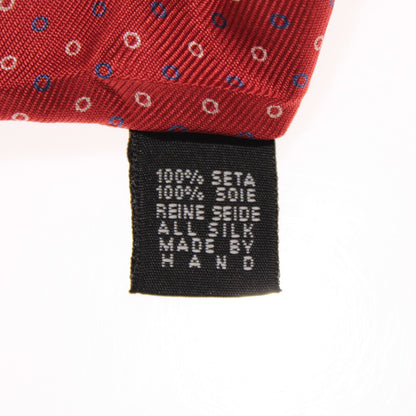 100% SETA
100% SOIE
REINE SEIDE
ALL SILK
MADE BY
HAND